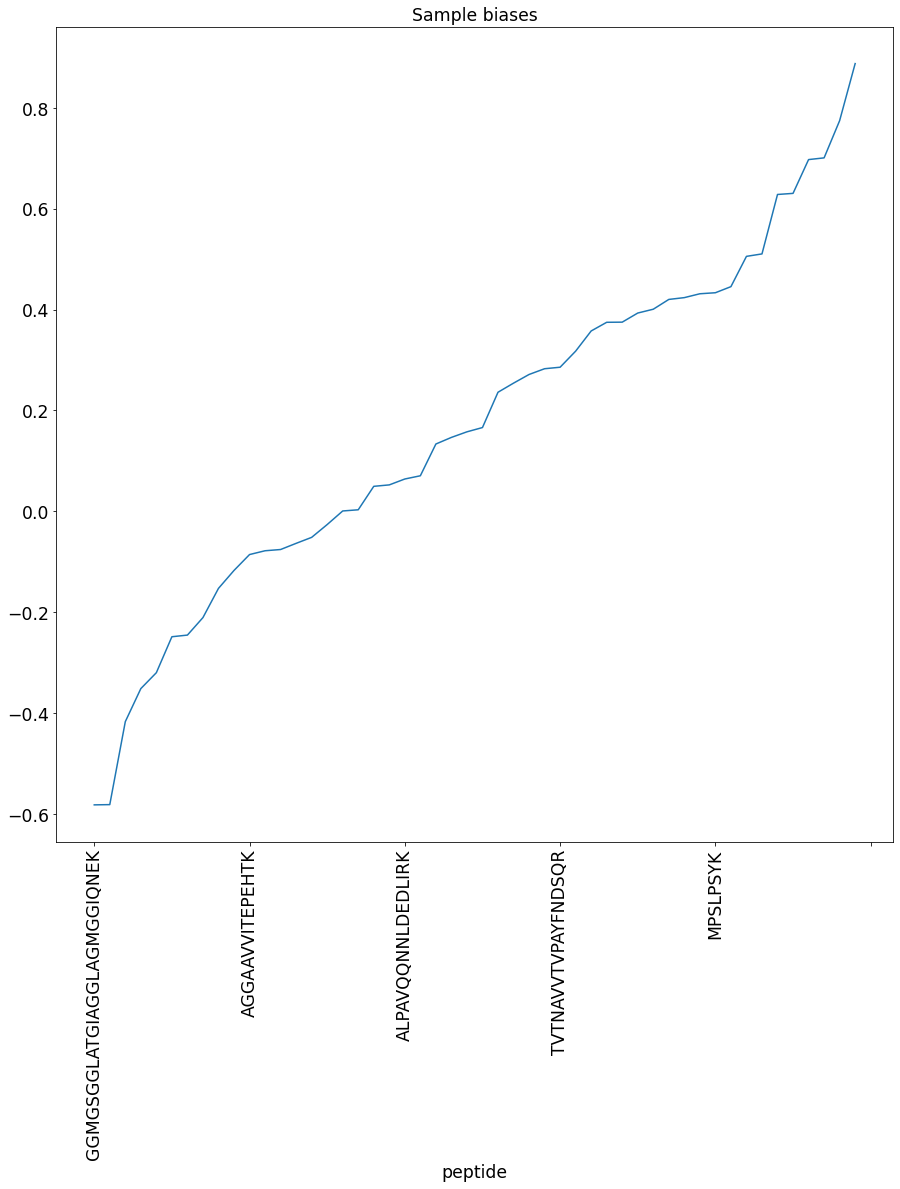 Sample biases
0.8
0.6
0.4
0.2
0.0
−0.2
−0.4
−0.6
GGMGSGGLATGIAGGLAGMGGIQNEK
AGGAAVVITEPEHTK
ALPAVQQNNLDEDLIRK
TVTNAVVTVPAYFNDSQR
MPSLPSYK
peptide